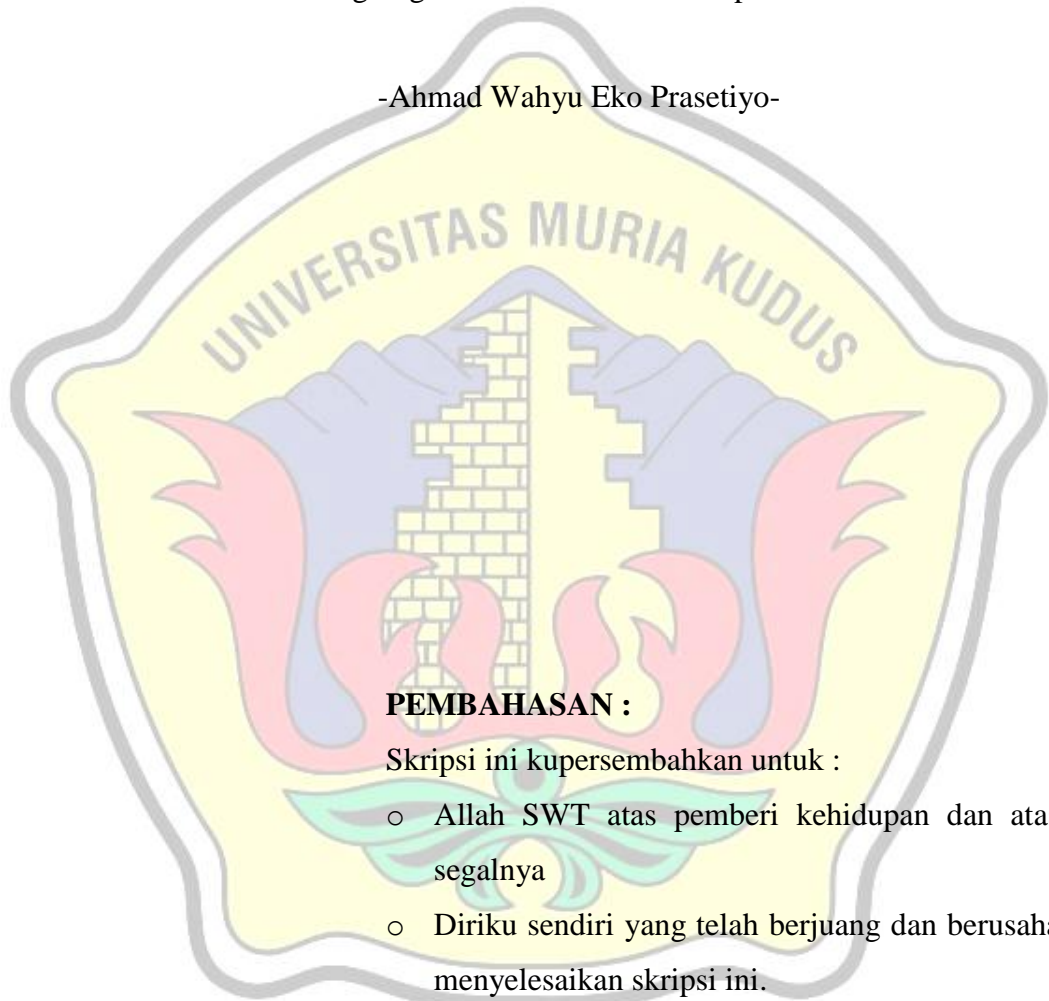 -Ahmad Wahyu Eko Prasetiyo-
UNIVERSITAS MURIA KUDUS
PEMBAHASAN :
Skripsi ini kupersembahkan untuk :
o Allah SWT atas pemberi kehidupan dan ata
segalnya
o Diriku sendiri yang telah berjuang dan berusaha
menyelesaikan skripsi ini.